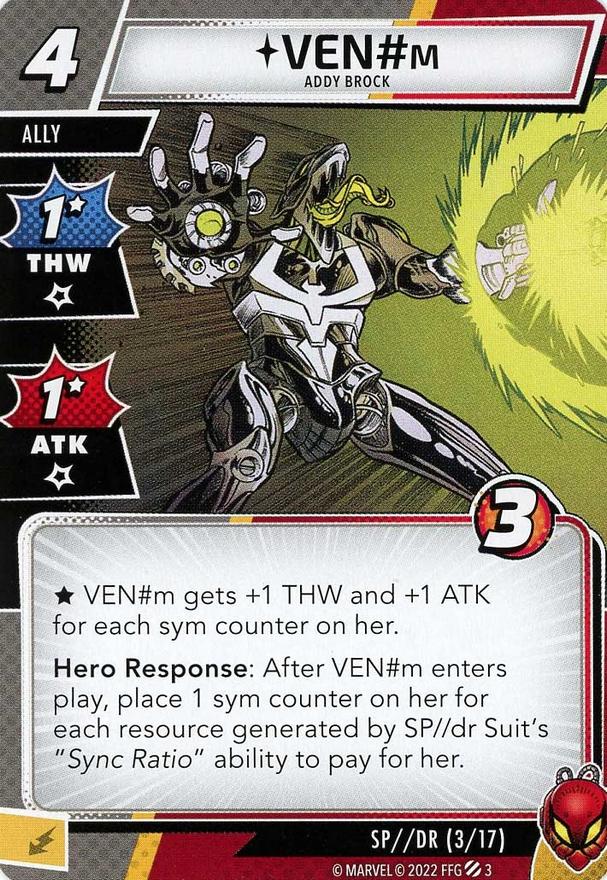 4
VEN#m
ADDY BROCK
ALLY
1
THW
1
ATK
3
★ VEN#m gets +1 THW and +1 ATK
for each sym counter on her.
Hero Response: After VEN#m enters
play, place 1 sym counter on her for
each resource generated by SP//dr Suit's
"Sync Ratio" ability to pay for her.
SP//DR (3/17)
© MARVEL © 2022 FFG 3